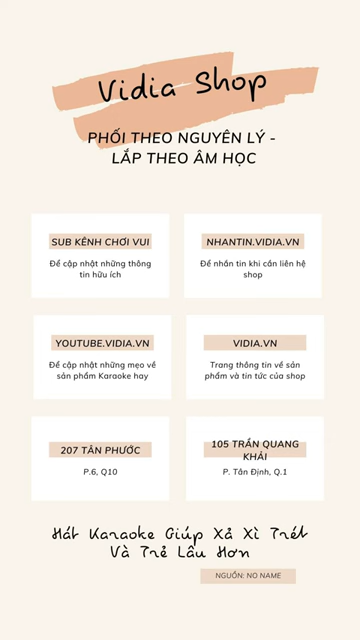 Vidia Shop
PHỐI THEO NGUYÊN LÝ -
LẮP THEO ÂM HỌC
SUB KÊNH CHƠI VUI
Để cập nhật những thông
tin hữu ích
NHANTIN.VIDIA.VN
Để nhắn tin khi cần liên hệ
shop
YOUTUBE.VIDIA.VN
Để cập nhật những mẹo về
sản phẩm Karaoke hay
VIDIA.VN
Trang thông tin về sản
phẩm và tin tức của shop
207 TÂN PHƯỚC
P.6, Q10
105 TRẦN QUANG
KHẢI
P. Tân Định, Q.1
Hát Karaoke Giúp Xả Xì Trét
Và Trẻ Lâu Hơn
NGUỒN: NO NAME